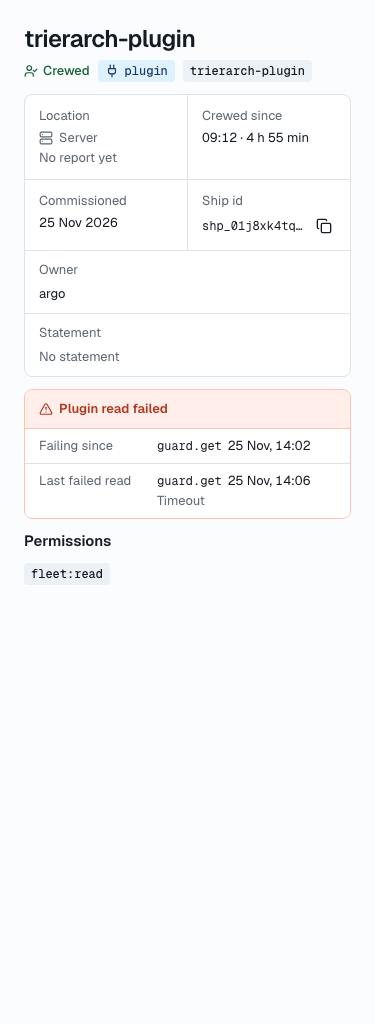 trierarch-plugin
Crewed plugin trierarch-plugin
Location
Server
No report yet
Crewed since
09:12 · 4 h 55 min
Commissioned
25 Nov 2026
Ship id
shp_01j8xk4tq…
Owner
argo
Statement
No statement
Plugin read failed
Failing since guard.get 25 Nov, 14:02
Last failed read guard.get 25 Nov, 14:06
Timeout
Permissions
fleet:read